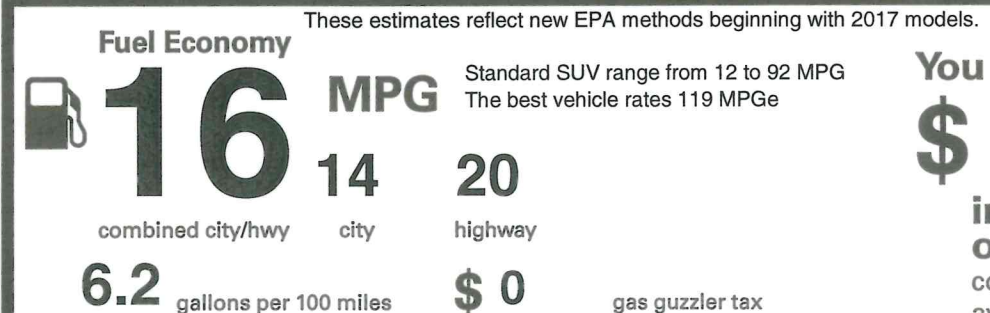 These estimates reflect new EPA methods beginning with 2017 models.
Fuel Economy
16 MPG
Standard SUV range from 12 to 92 MPG
The best vehicle rates 119 MPGe
You
$
14 20
combined city/hwy city highway
6.2 gallons per 100 miles $ 0 gas guzzler tax